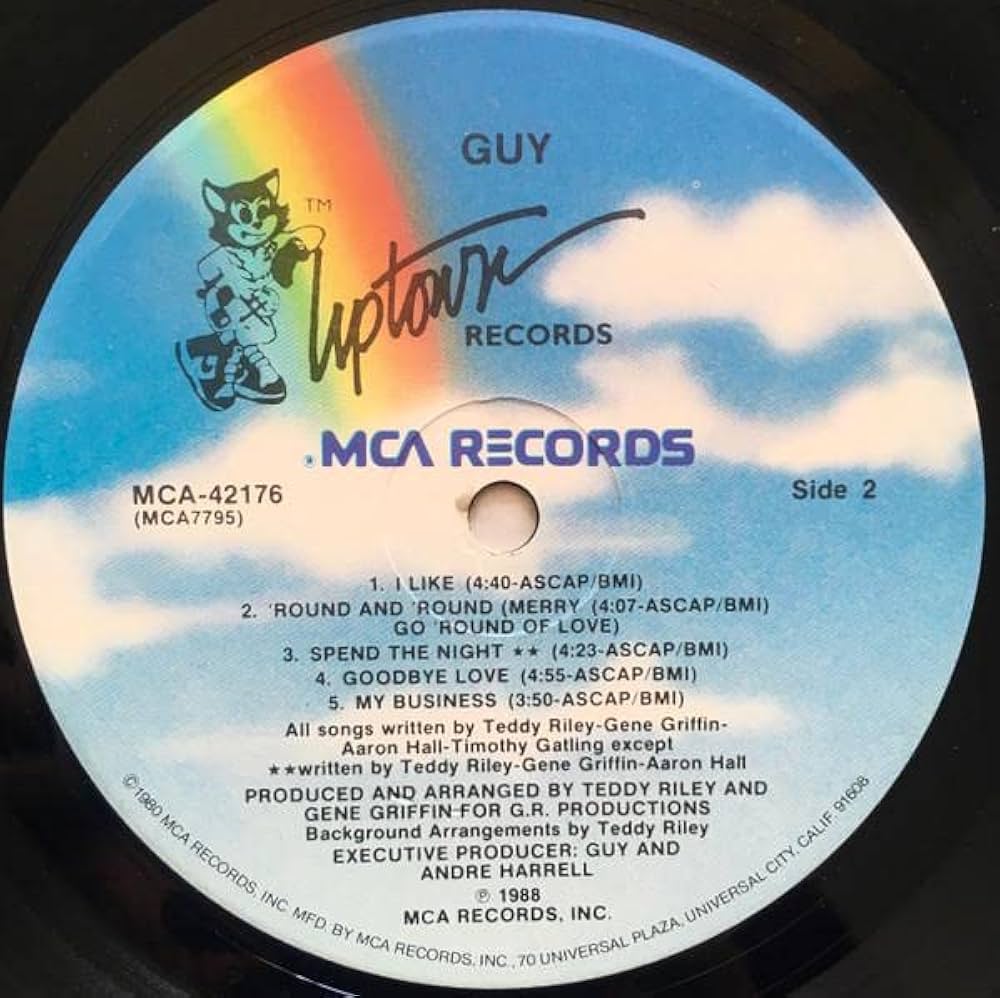 GUY
TM
Uptown
RECORDS
®MCA RECORDS
MCA-42176
(MCA7795)
Side 2
1. I LIKE (4:40-ASCAP/BMI)
2. 'ROUND AND 'ROUND (MERRY (4:07-ASCAP/BMI)
GO 'ROUND OF LOVE)
3. SPEND THE NIGHT ★★ (4:23-ASCAP/BMI)
4. GOODBYE LOVE (4:55-ASCAP/BMI)
5. MY BUSINESS (3:50-ASCAP/BMI)
All songs written by Teddy Riley-Gene Griffin-
Aaron Hall-Timothy Gatling except
★★written by Teddy Riley-Gene Griffin-Aaron Hall
PRODUCED AND ARRANGED BY TEDDY RILEY AND
GENE GRIFFIN FOR G.R. PRODUCTIONS
Background Arrangements by Teddy Riley
EXECUTIVE PRODUCER: GUY AND
ANDRE HARRELL
℗ 1988
MCA RECORDS, INC.
©1980 MCA RECORDS, INC. MFD. BY MCA RECORDS, INC., 70 UNIVERSAL PLAZA, UNIVERSAL CITY, CALIF. 91608